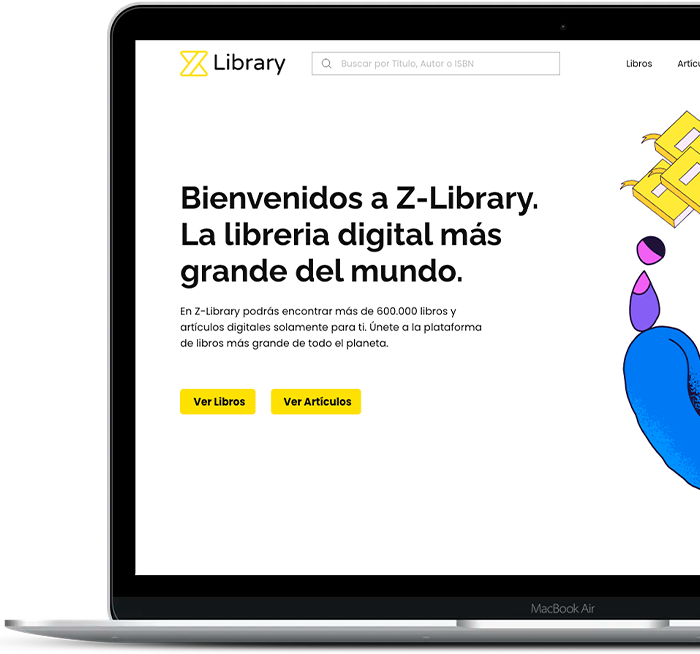 Library
Buscar por Título, Autor o ISBN
Libros
Bienvenidos a Z-Library.
La libreria digital más
grande del mundo.
En Z-Library podrás encontrar más de 600.000 libros y
artículos digitales solamente para ti. Únete a la plataforma
de libros más grande de todo el planeta.
Ver Libros
Ver Artículos
MacBook Air